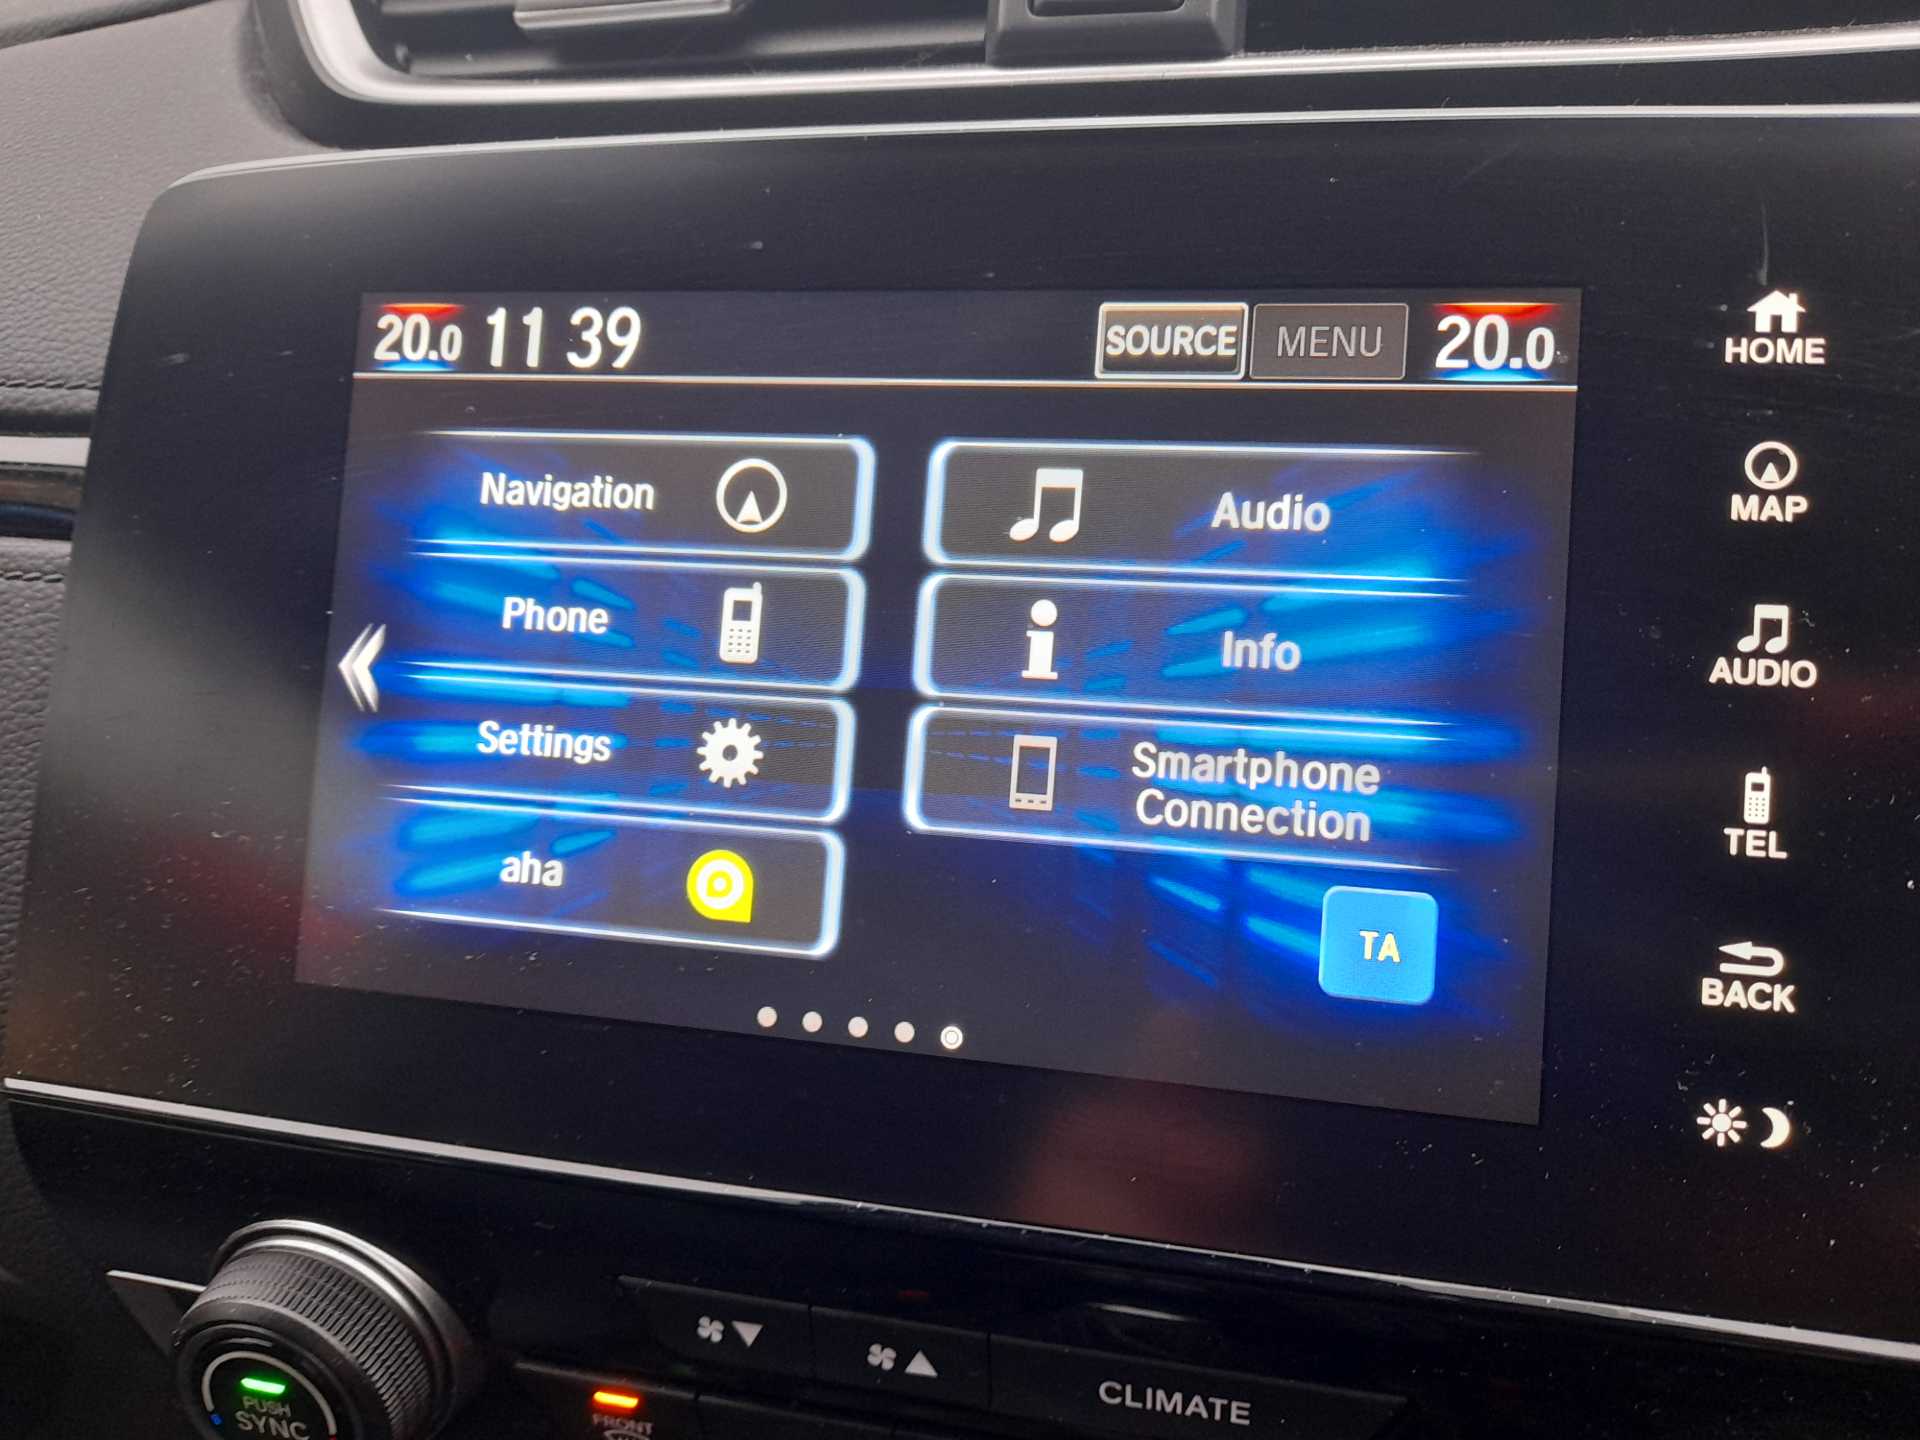 20.0 11 39 SOURCE MENU 20.0
HOME
Navigation
Audio
MAP
Phone
Info
AUDIO
Settings
Smartphone
Connection
TEL
aha
TA
BACK
CLIMATE
PUSH
SYNC
FRONT